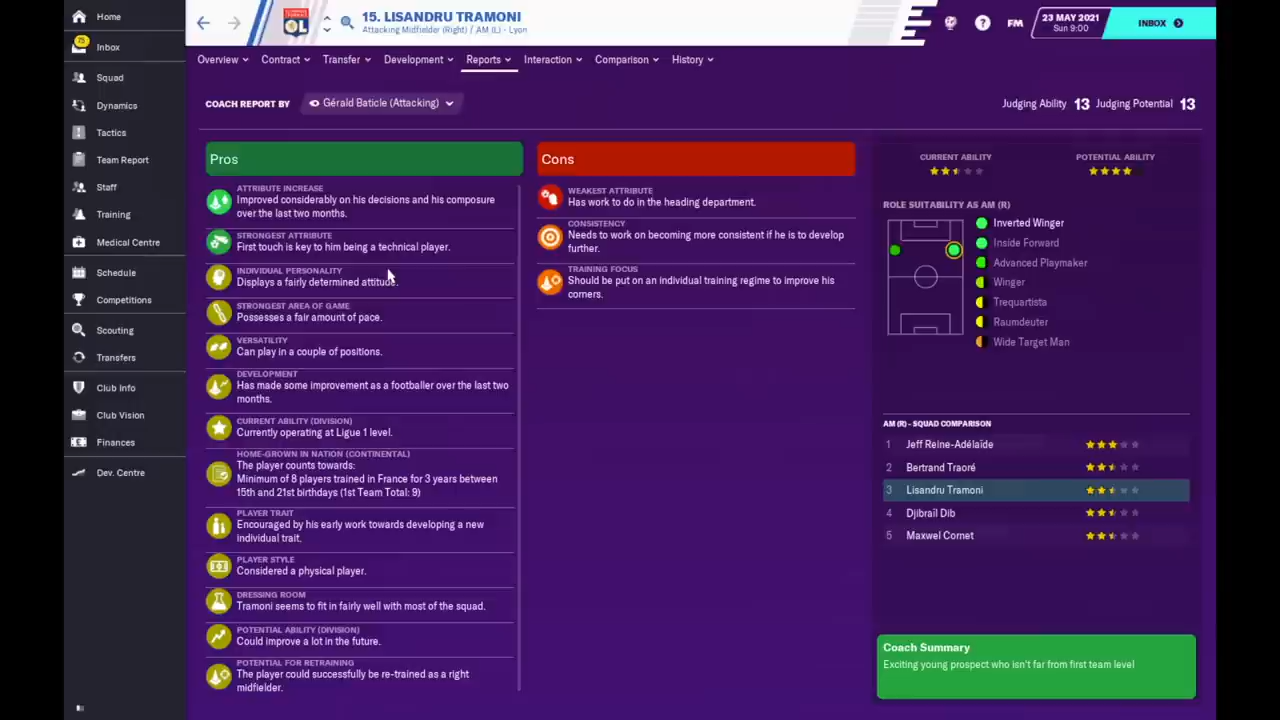 Home
75
Inbox
Squad
Dynamics
Tactics
Team Report
Staff
Training
Medical Centre
Schedule
Competitions
Scouting
Transfers
Club Info
Club Vision
Finances
Dev. Centre
OL
15. LISANDRU TRAMONI
Attacking Midfielder (Right) / AM (L) - Lyon
?
FM
23 MAY 2021
Sun 9:00
INBOX
Overview
Contract
Transfer
Development
Reports
Interaction
Comparison
History
COACH REPORT BY
Gérald Baticle (Attacking)
Judging Ability 13 Judging Potential 13
Pros
ATTRIBUTE INCREASE
Improved considerably on his decisions and his composure
over the last two months.
STRONGEST ATTRIBUTE
First touch is key to him being a technical player.
INDIVIDUAL PERSONALITY
Displays a fairly determined attitude.
STRONGEST AREA OF GAME
Possesses a fair amount of pace.
VERSATILITY
Can play in a couple of positions.
DEVELOPMENT
Has made some improvement as a footballer over the last two
months.
CURRENT ABILITY (DIVISION)
Currently operating at Ligue 1 level.
HOME-GROWN IN NATION (CONTINENTAL)
The player counts towards:
Minimum of 8 players trained in France for 3 years between
15th and 21st birthdays (1st Team Total: 9)
PLAYER TRAIT
Encouraged by his early work towards developing a new
individual trait.
PLAYER STYLE
Considered a physical player.
DRESSING ROOM
Tramoni seems to fit in fairly well with most of the squad.
POTENTIAL ABILITY (DIVISION)
Could improve a lot in the future.
POTENTIAL FOR RETRAINING
The player could successfully be re-trained as a right
midfielder.
Cons
WEAKEST ATTRIBUTE
Has work to do in the heading department.
CONSISTENCY
Needs to work on becoming more consistent if he is to develop
further.
TRAINING FOCUS
Should be put on an individual training regime to improve his
corners.
CURRENT ABILITY
POTENTIAL ABILITY
ROLE SUITABILITY AS AM (R)
Inverted Winger
Inside Forward
Advanced Playmaker
Winger
Trequartista
Raumdeuter
Wide Target Man
AM (R) - SQUAD COMPARISON
1 Jeff Reine-Adélaïde
2 Bertrand Traoré
3 Lisandru Tramoni
4 Djibraïl Dib
5 Maxwel Cornet
Coach Summary
Exciting young prospect who isn't far from first team level